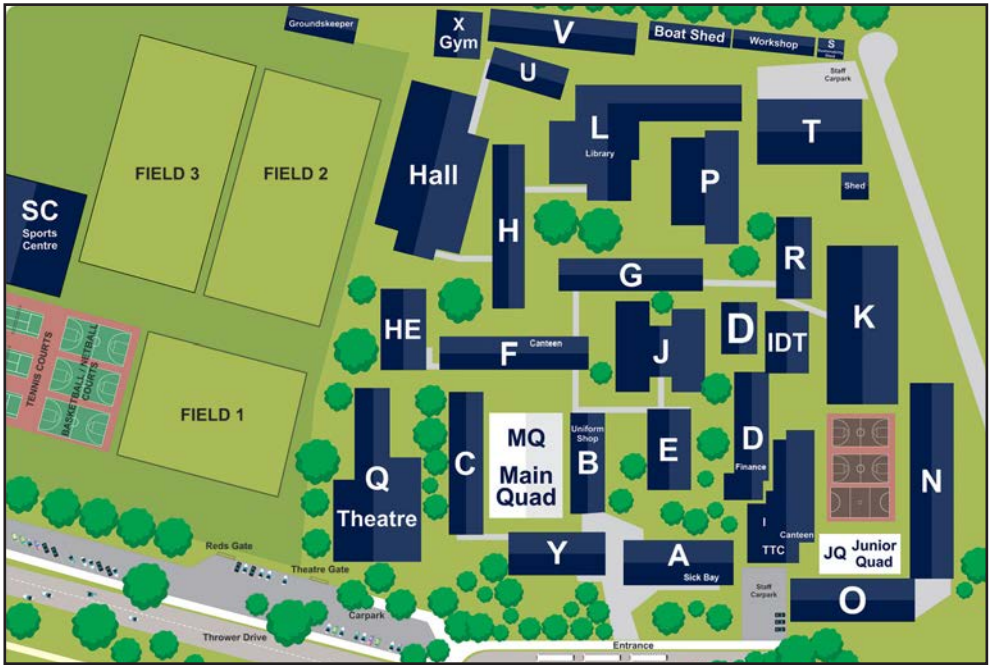 Groundskeeper
X
Gym
V
Boat Shed
Workshop
S
U
Staff
Carpark
Hall
L
Library
T
P
Shed
FIELD 3
FIELD 2
SC
Sports
Centre
H
R
G
K
HE
F
Canteen
J
D
IDT
TENNIS COURTS
BASKETBALL / NETBALL
COURTS
FIELD 1
Q
Theatre
C
MQ
Main
Quad
Uniform
Shop
B
E
D
Finance
I
Canteen
TTC
N
JQ
Junior
Quad
Y
A
Sick Bay
Staff
Carpark
O
Reds Gate
Theatre Gate
Carpark
Thrower Drive
Entrance